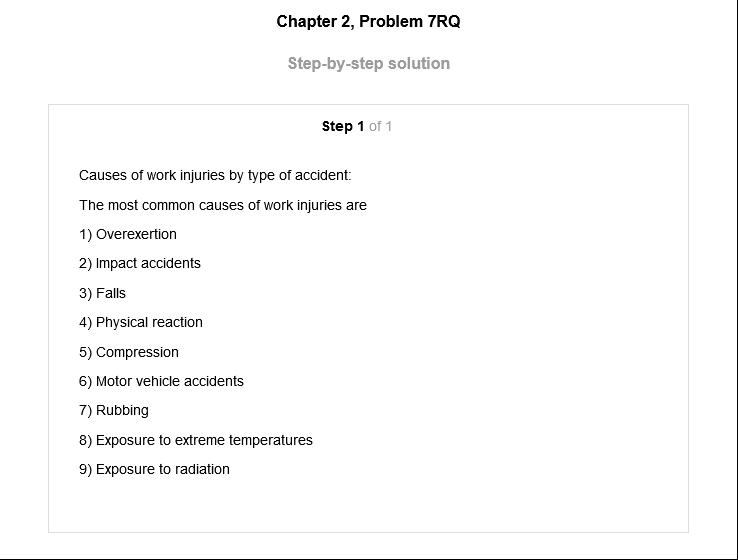 Chapter 2, Problem 7RQ
Step-by-step solution
Step 1 of 1
Causes of work injuries by type of accident:
The most common causes of work injuries are
1) Overexertion
2) Impact accidents
3) Falls
4) Physical reaction
5) Compression
6) Motor vehicle accidents
7) Rubbing
8) Exposure to extreme temperatures
9) Exposure to radiation